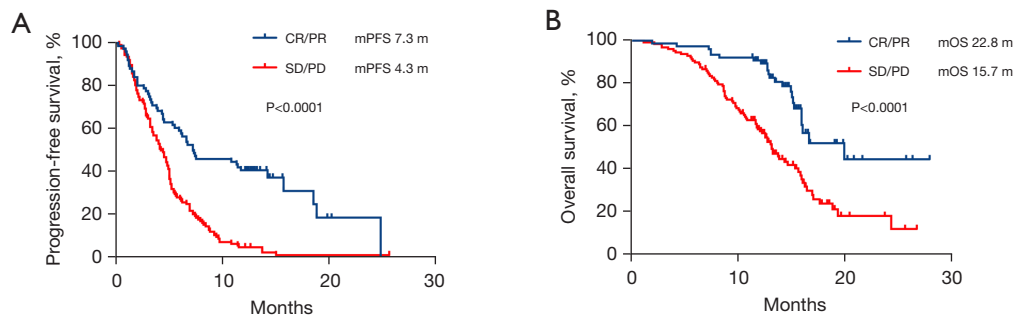 A
Progression-free survival, %
100
80
60
40
20
0
0 10 20 30
Months
CR/PR mPFS 7.3 m
SD/PD mPFS 4.3 m
P<0.0001
B
Overall survival, %
100
80
60
40
20
0
0 10 20 30
Months
CR/PR mOS 22.8 m
SD/PD mOS 15.7 m
P<0.0001